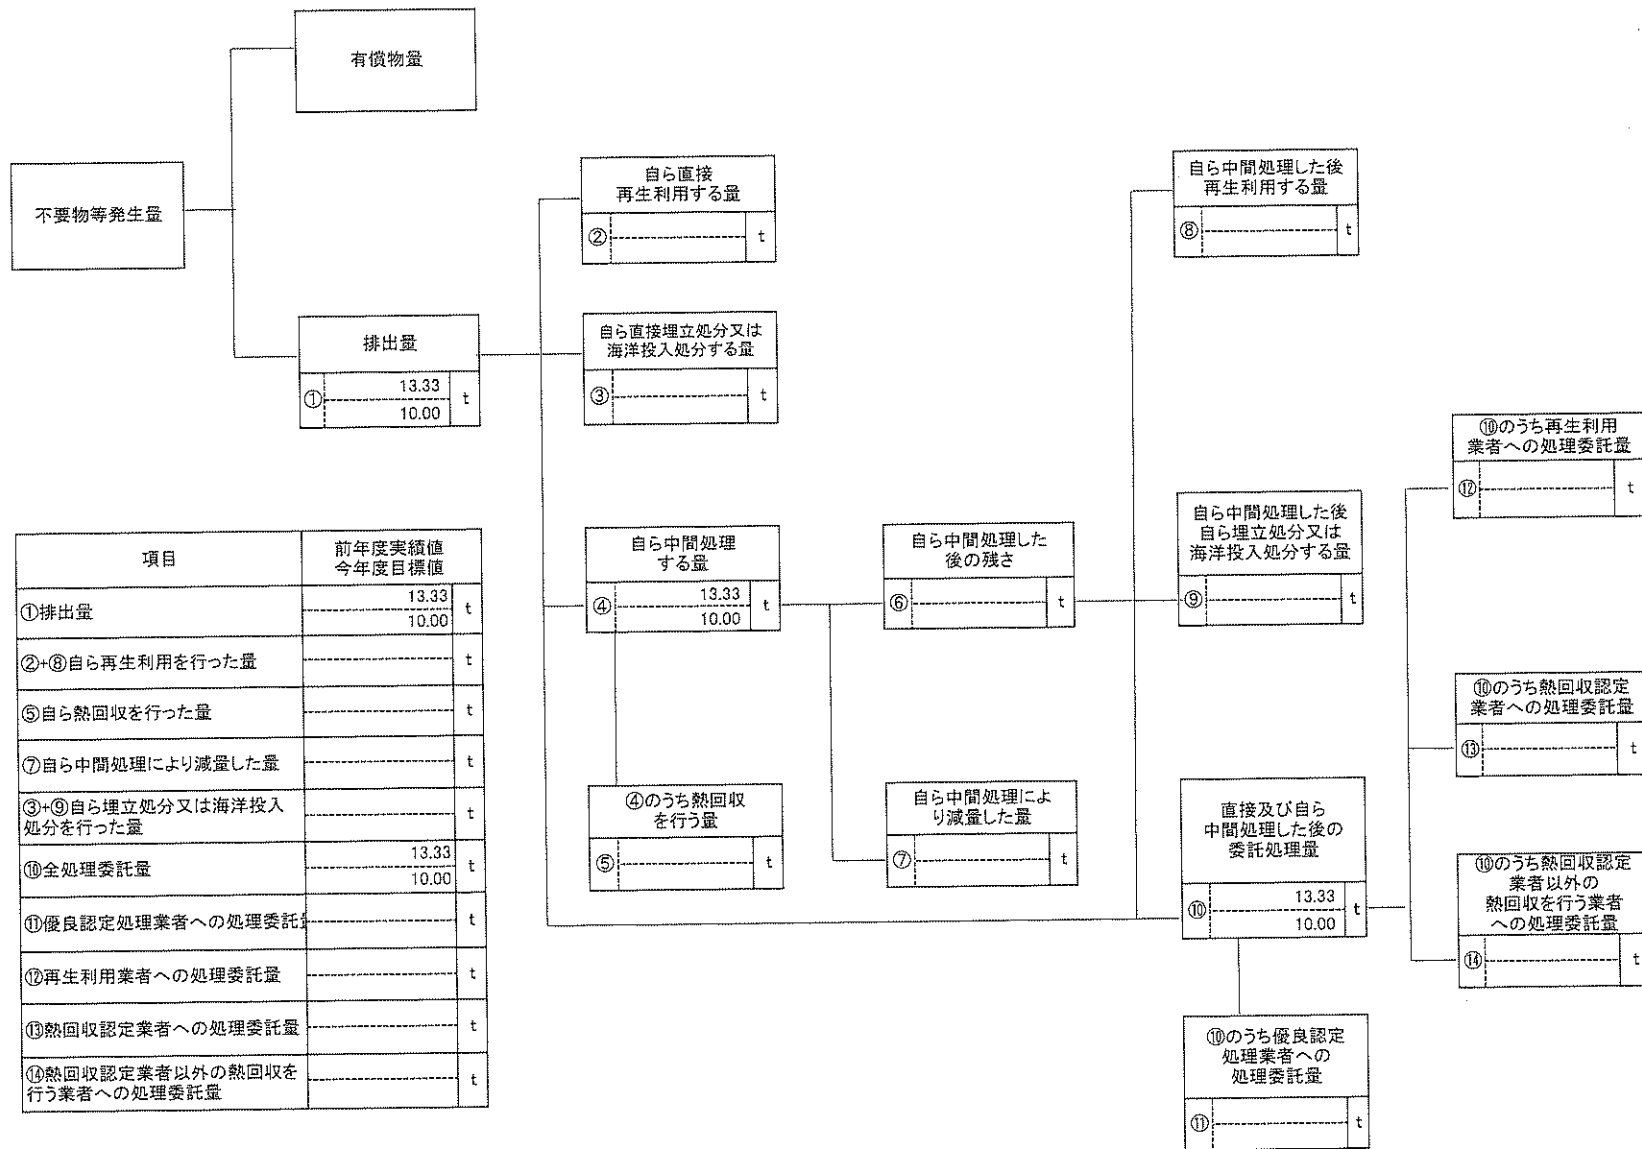 有償物量
不要物等発生量
排出量
① 13.33 t
10.00
自ら直接
再生利用する量
② t
自ら直接埋立処分又は
海洋投入処分する量
③ t
自ら中間処理
する量
④ 13.33 t
10.00
④のうち熱回収
を行う量
⑤ t
自ら中間処理した
後の残さ
⑥ t
自ら中間処理によ
り減量した量
⑦ t
自ら中間処理した後
再生利用する量
⑧ t
自ら中間処理した後
自ら埋立処分又は
海洋投入処分する量
⑨ t
直接及び自ら
中間処理した後の
委託処理量
⑩ 13.33 t
10.00
⑩のうち優良認定
処理業者への
処理委託量
⑪ t
⑩のうち再生利用
業者への処理委託量
⑫ t
⑩のうち熱回収認定
業者への処理委託量
⑬ t
⑩のうち熱回収認定
業者以外の
熱回収を行う業者
への処理委託量
⑭ t
項目 前年度実績値
今年度目標値
①排出量 13.33 t
10.00
②+⑧自ら再生利用を行った量 t
⑤自ら熱回収を行った量 t
⑦自ら中間処理により減量した量 t
③+⑨自ら埋立処分又は海洋投入
処分を行った量 t
⑩全処理委託量 13.33 t
10.00
⑪優良認定処理業者への処理委託 t
⑫再生利用業者への処理委託量 t
⑬熱回収認定業者への処理委託量 t
⑭熱回収認定業者以外の熱回収を
行う業者への処理委託量 t